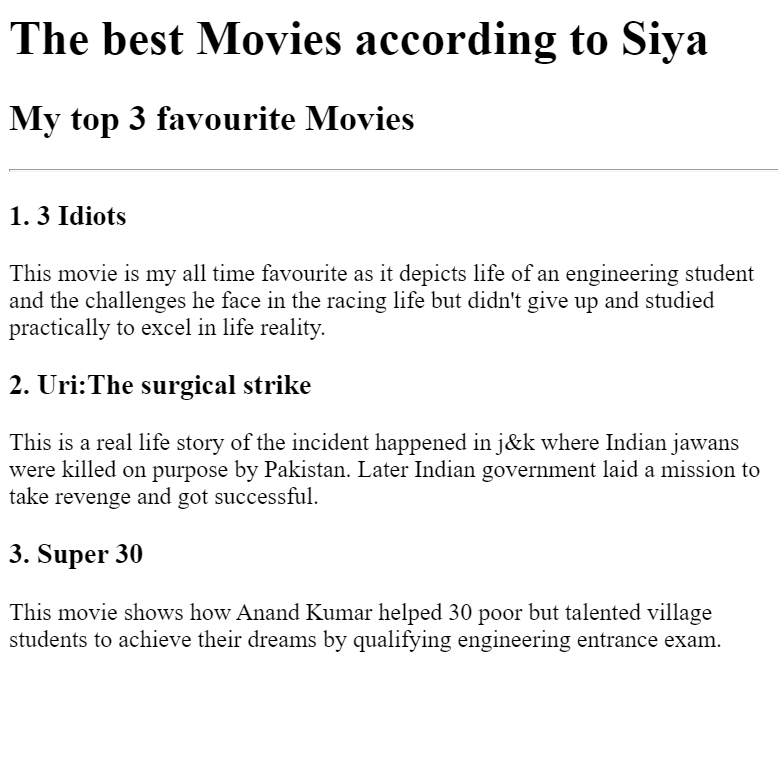 The best Movies according to Siya
My top 3 favourite Movies
1. 3 Idiots
This movie is my all time favourite as it depicts life of an engineering student
and the challenges he face in the racing life but didn't give up and studied
practically to excel in life reality.
2. Uri:The surgical strike
This is a real life story of the incident happened in j&k where Indian jawans
were killed on purpose by Pakistan. Later Indian government laid a mission to
take revenge and got successful.
3. Super 30
This movie shows how Anand Kumar helped 30 poor but talented village
students to achieve their dreams by qualifying engineering entrance exam.